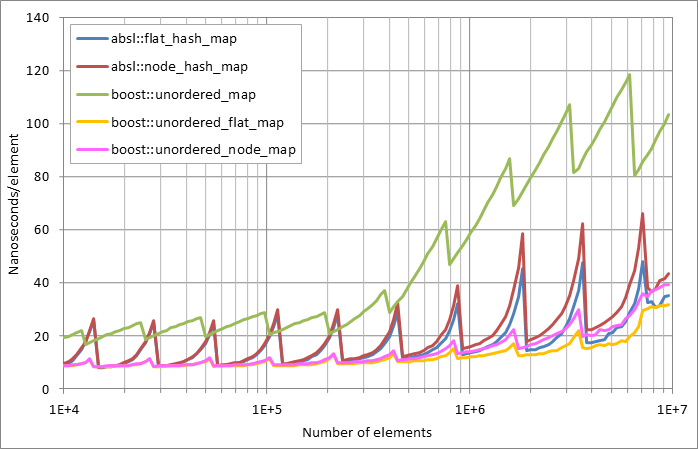 140
120
100
80
60
40
20
0
Nanoseconds/element
absl::flat_hash_map
absl::node_hash_map
boost::unordered_map
boost::unordered_flat_map
boost::unordered_node_map
1E+4
1E+5
1E+6
1E+7
Number of elements